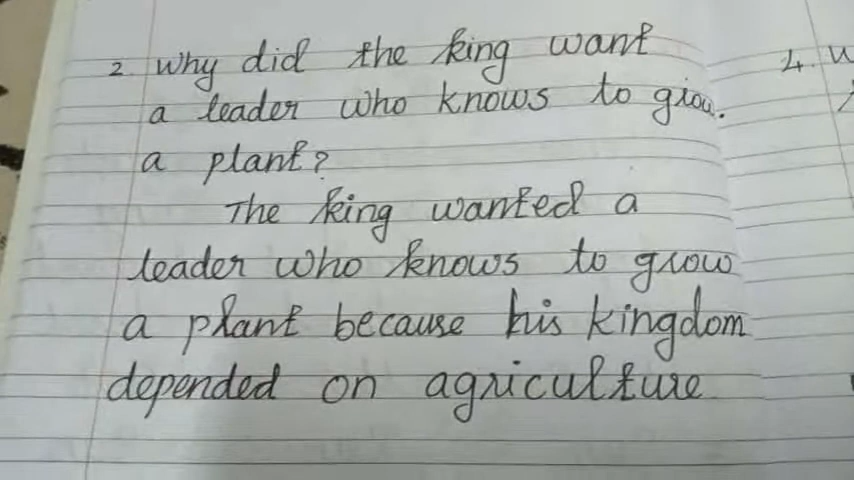 2. Why did the king want
a leader who knows to grow.
a plant?
The king wanted a
leader who knows to grow
a plant because his kingdom
depended on agriculture
4.